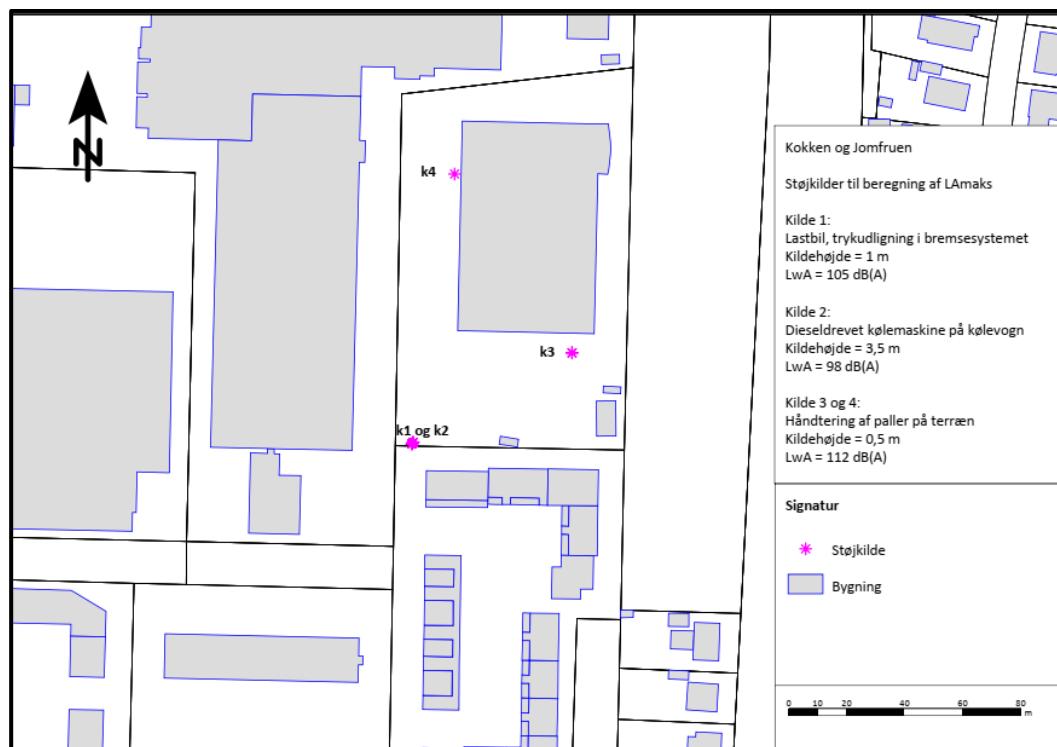 N
k4
k3
k1 og k2
Kokken og Jomfruen
Støjkilder til beregning af LAmaks
Kilde 1:
Lastbil, trykudligning i bremsesystemet
Kildehøjde = 1 m
LwA = 105 dB(A)
Kilde 2:
Dieseldrevet kølemaskine på kølevogn
Kildehøjde = 3,5 m
LwA = 98 dB(A)
Kilde 3 og 4:
Håndtering af paller på terræn
Kildehøjde = 0,5 m
LwA = 112 dB(A)
Signatur
Støjkilde
Bygning
0 10 20 40 60 80
m